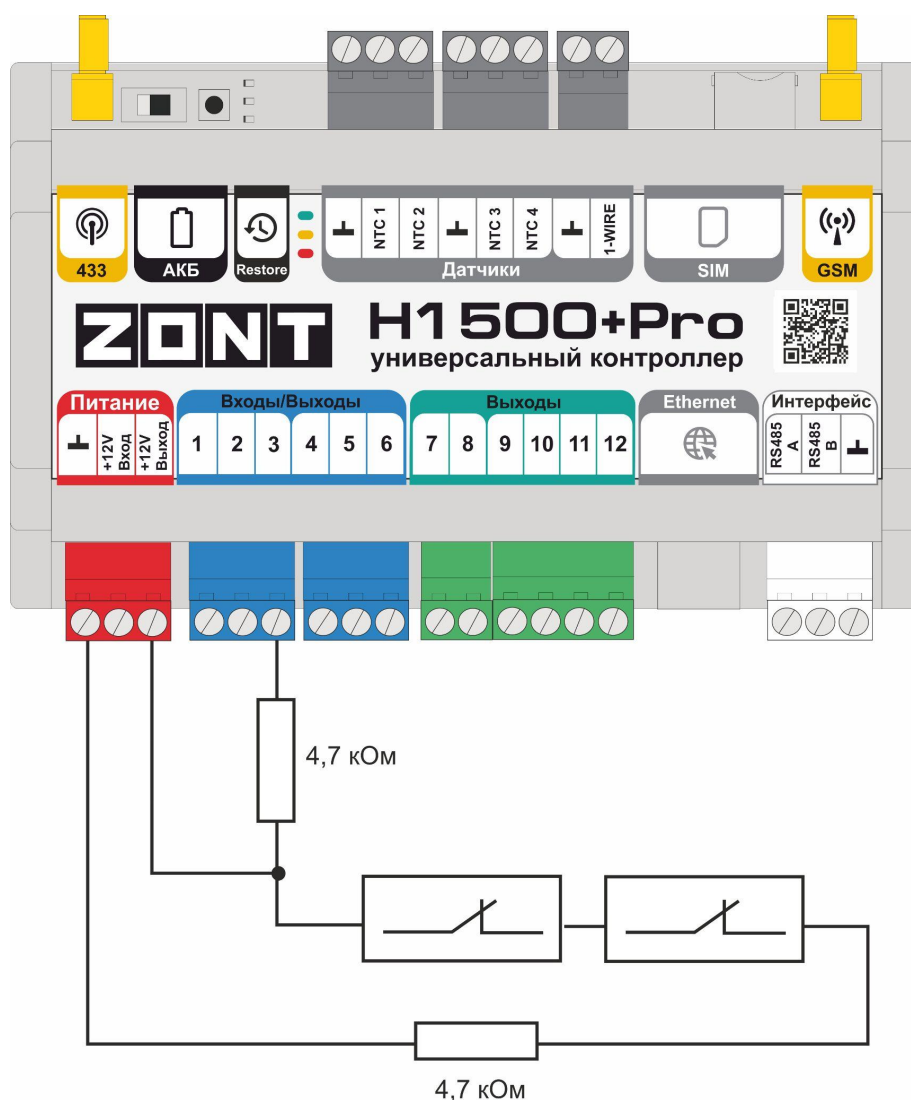 433
АКБ
Restore
NTC 1
NTC 2
NTC 3
NTC 4
1-WIRE
Датчики
SIM
GSM
ZONT
H1500+Pro
универсальный контроллер
Питание
+12V
Вход
+12V
Выход
Входы/Выходы
1 2 3 4 5 6
Выходы
7 8 9 10 11 12
Ethernet
Интерфейс
RS485
A
RS485
B
4,7 кОм
4,7 кОм